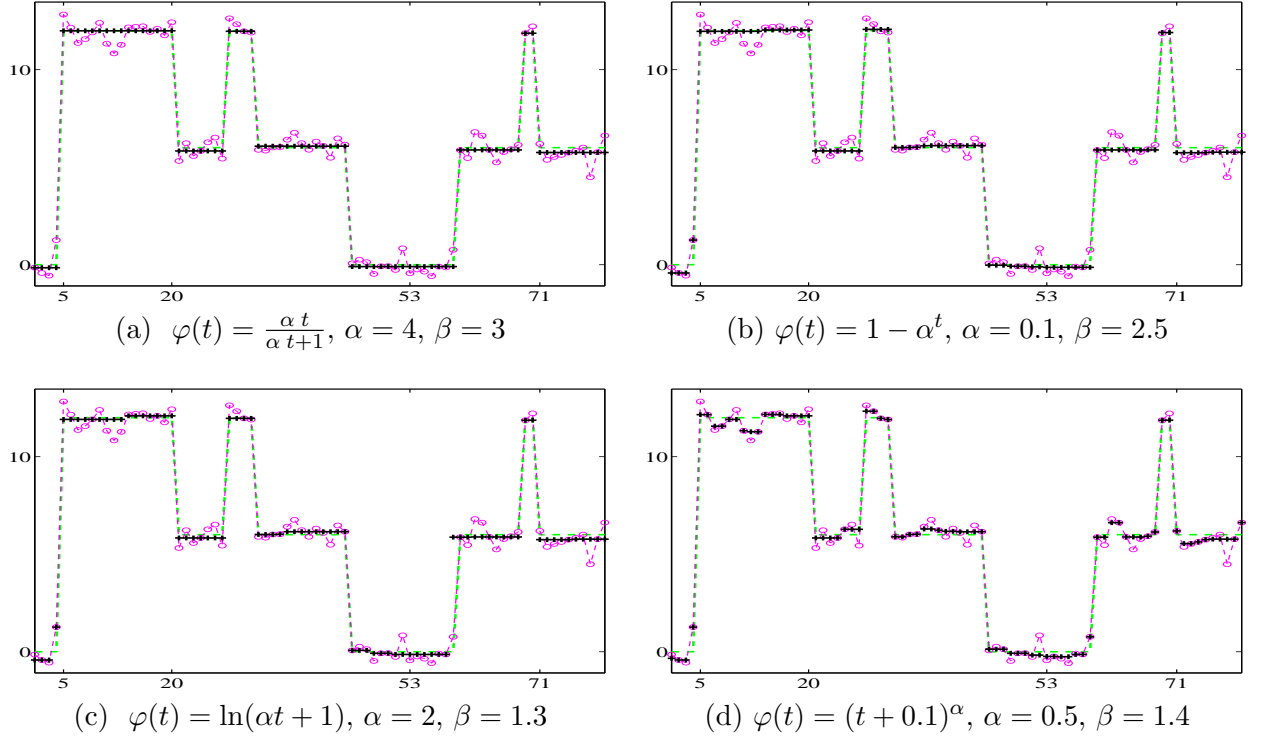 10
0
5 20 53 71
10
0
5 20 53 71
(a) φ(t) = α t / α t+1, α = 4, β = 3
(b) φ(t) = 1 − α^t, α = 0.1, β = 2.5
10
0
5 20 53 71
10
0
5 20 53 71
(c) φ(t) = ln(αt + 1), α = 2, β = 1.3
(d) φ(t) = (t + 0.1)^α, α = 0.5, β = 1.4